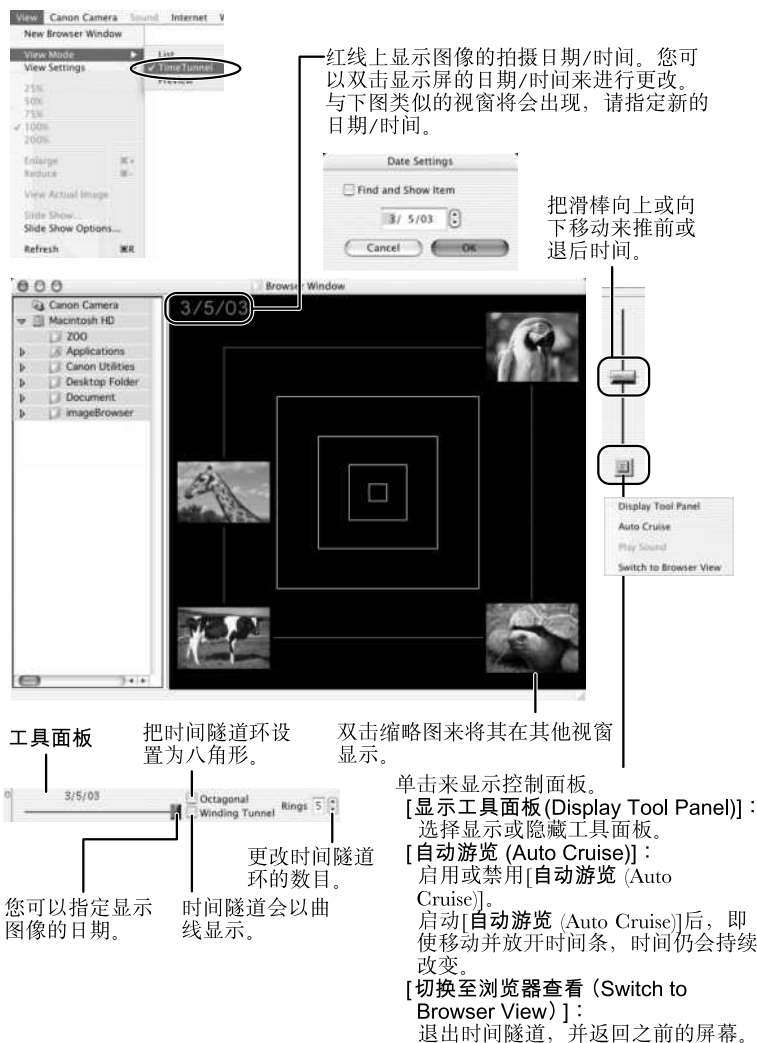 View Canon Camera Sound Internet
New Browser Window
View Mode
View Settings
List
TimeTunnel
Preview
25%
50%
75%
100%
200%
Enlarge ⌘+
Reduce ⌘-
View Actual Image
Slide Show...
Slide Show Options...
Refresh ⌘R
红线上显示图像的拍摄日期/时间。您可
以双击显示屏的日期/时间来进行更改。
与下图类似的视窗将会出现，请指定新的
日期/时间。
Date Settings
Find and Show Item
3/ 5/03
Cancel OK
把滑棒向上或向
下移动来推前或
退后时间。
Browser Window
Canon Camera
Macintosh HD
ZOO
Applications
Canon Utilities
Desktop Folder
Document
imageBrowser
3/5/03
Display Tool Panel
Auto Cruise
Play Sound
Switch to Browser View
工具面板
把时间隧道环设
置为八角形。
双击缩略图来将其在其他视窗
显示。
3/5/03
Octagonal
Winding Tunnel
Rings 5
更改时间隧道
环的数目。
您可以指定显示
图像的日期。
时间隧道会以曲
线显示。
单击来显示控制面板。
[显示工具面板(Display Tool Panel)]：
选择显示或隐藏工具面板。
[自动游览 (Auto Cruise)]：
启用或禁用[自动游览 (Auto
Cruise)]。
启动[自动游览 (Auto Cruise)]后，即
使移动并放开时间条，时间仍会持续
改变。
[切换至浏览器查看（Switch to
Browser View）]：
退出时间隧道，并返回之前的屏幕。